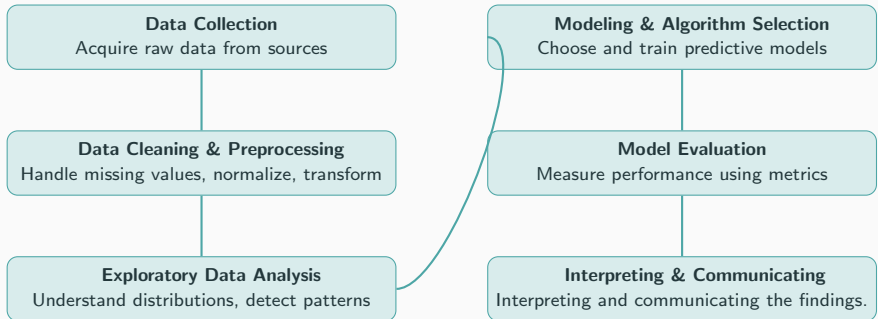 Data Collection
Acquire raw data from sources
Data Cleaning & Preprocessing
Handle missing values, normalize, transform
Exploratory Data Analysis
Understand distributions, detect patterns
Modeling & Algorithm Selection
Choose and train predictive models
Model Evaluation
Measure performance using metrics
Interpreting & Communicating
Interpreting and communicating the findings.